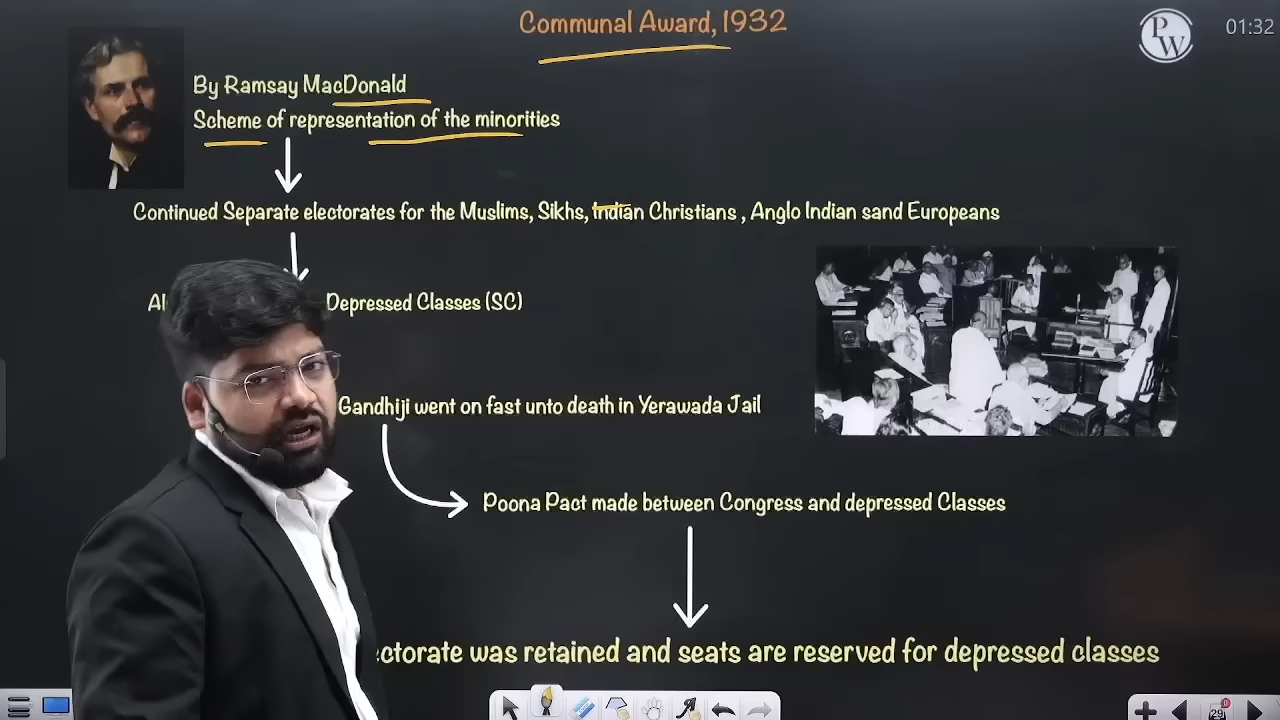 Communal Award, 1932
PW
01:32
By Ramsay MacDonald
Scheme of representation of the minorities
Continued Separate electorates for the Muslims, Sikhs, Indian Christians , Anglo Indian sand Europeans
Depressed Classes (SC)
Gandhiji went on fast unto death in Yerawada Jail
Poona Pact made between Congress and depressed Classes
was retained and seats are reserved for depressed classes
29